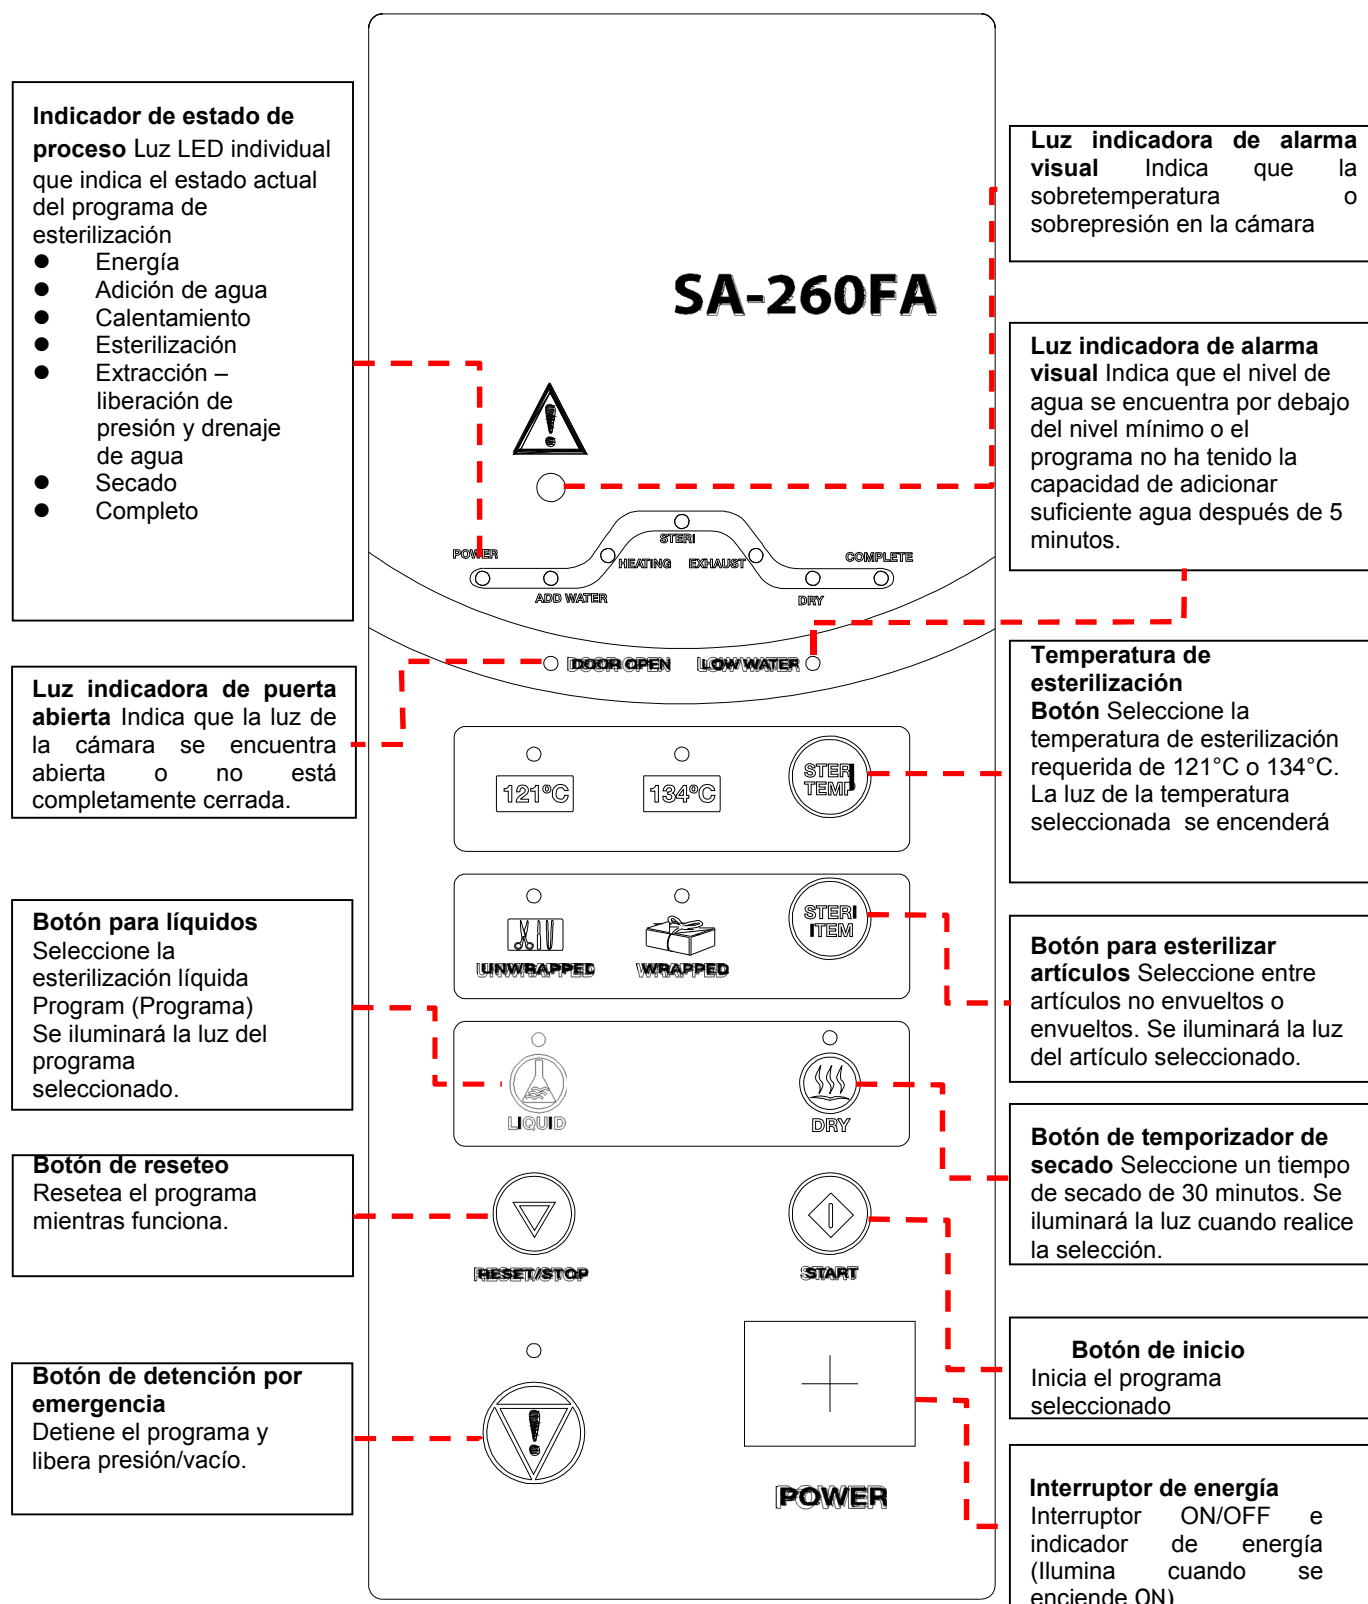 Indicador de estado de
proceso Luz LED individual
que indica el estado actual
del programa de
esterilización
● Energía
● Adición de agua
● Calentamiento
● Esterilización
● Extracción –
liberación de
presión y drenaje
de agua
● Secado
● Completo
Luz indicadora de puerta
abierta Indica que la luz de
la cámara se encuentra
abierta o no está
completamente cerrada.
Botón para líquidos
Seleccione la
esterilización líquida
Program (Programa)
Se iluminará la luz del
programa
seleccionado.
Botón de reseteo
Resetea el programa
mientras funciona.
Botón de detención por
emergencia
Detiene el programa y
libera presión/vacío.
SA-260FA
STERI
POWER
HEATING EXHAUST
COMPLETE
ADD WATER
DRY
DOOR OPEN LOW WATER
121°C
134°C
STERI
TEMP
STERI
ITEM
UNWRAPPED
WRAPPED
LIQUID
DRY
RESET/STOP
START
POWER
Luz indicadora de alarma
visual Indica que la
sobretemperatura o
sobrepresión en la cámara
Luz indicadora de alarma
visual Indica que el nivel de
agua se encuentra por debajo
del nivel mínimo o el
programa no ha tenido la
capacidad de adicionar
suficiente agua después de 5
minutos.
Temperatura de
esterilización
Botón Seleccione la
temperatura de esterilización
requerida de 121°C o 134°C.
La luz de la temperatura
seleccionada se encenderá
Botón para esterilizar
artículos Seleccione entre
artículos no envueltos o
envueltos. Se iluminará la luz
del artículo seleccionado.
Botón de temporizador de
secado Seleccione un tiempo
de secado de 30 minutos. Se
iluminará la luz cuando realice
la selección.
Botón de inicio
Inicia el programa
seleccionado
Interruptor de energía
Interruptor ON/OFF e
indicador de energía
(Ilumina cuando se
enciende ON)